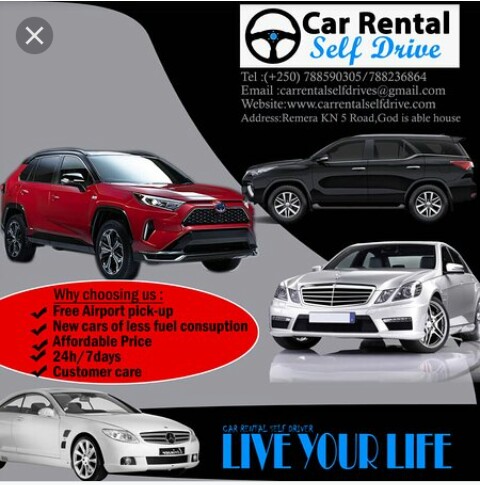 Car Rental
Self Drive
Tel :(+250) 788590305/788236864
Email :carrentalselfdrives@gmail.com
Website:www.carrentalselfdrive.com
Address:Remera KN 5 Road,God is able house
Why choosing us :
Free Airport pick-up
New cars of less fuel consuption
Affordable Price
24h/7days
Customer care
CAR RENTAL SELF DRIVER
LIVE YOUR LIFE